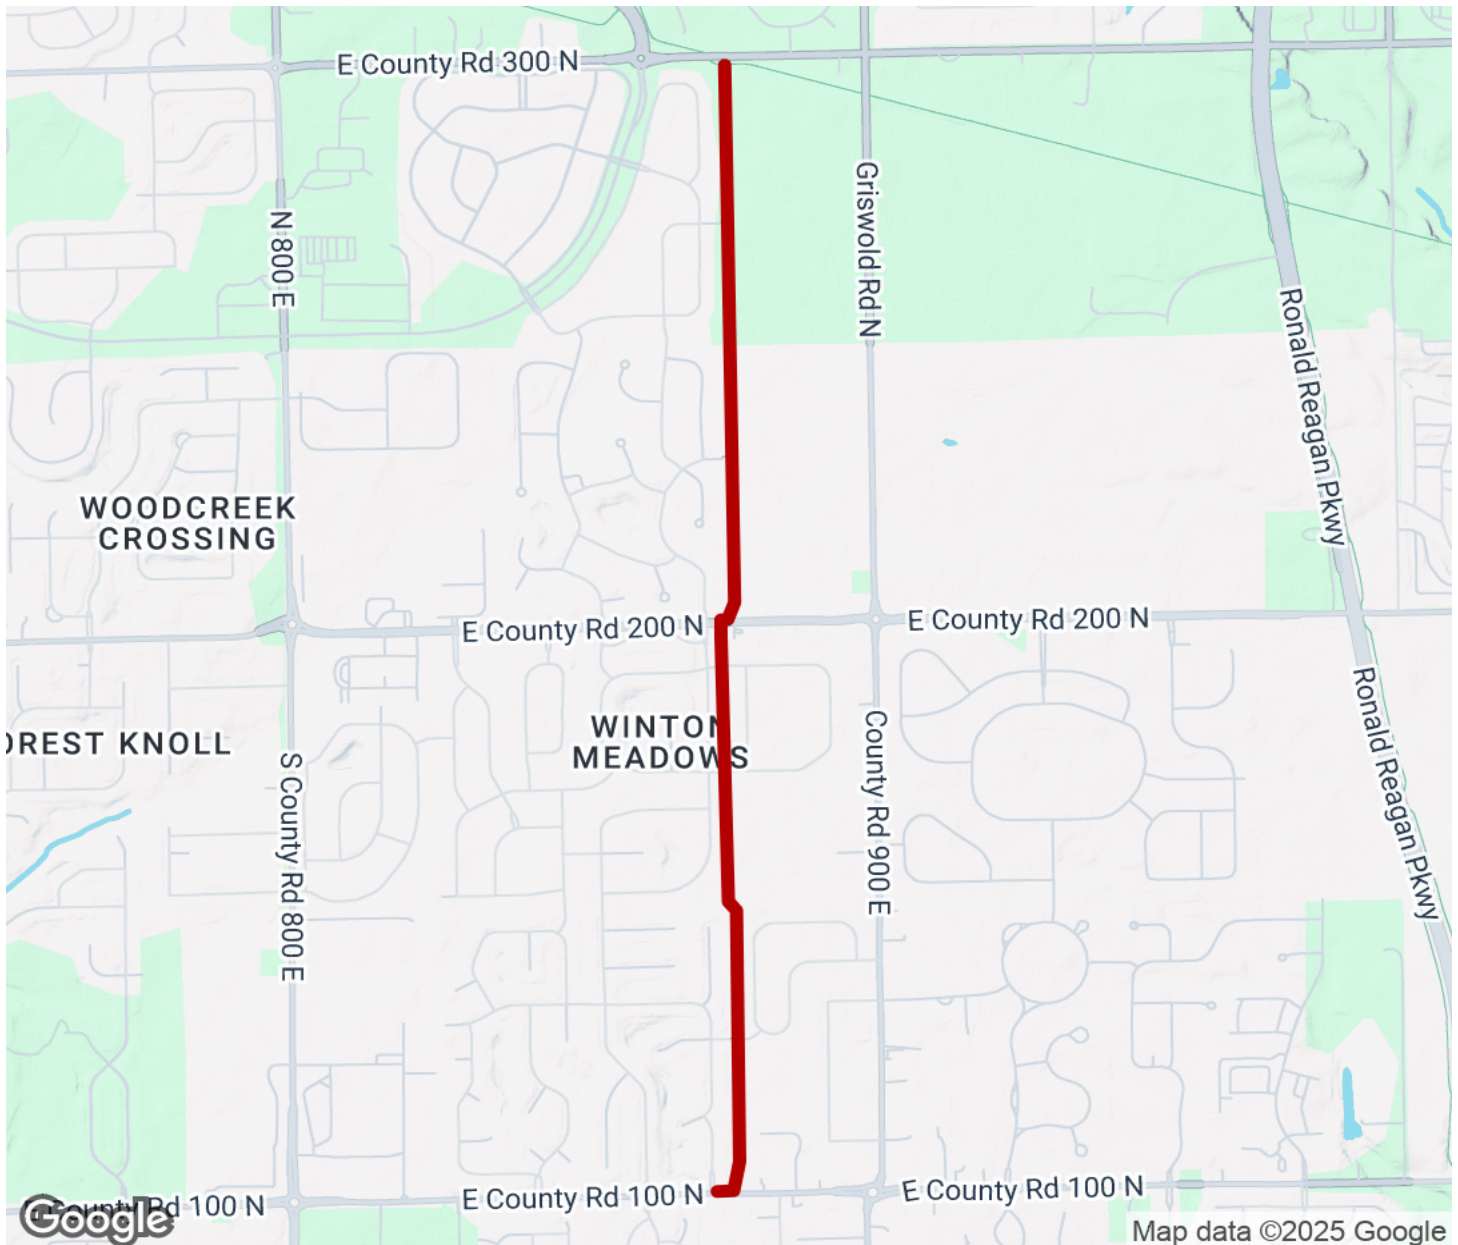 E County Rd 300 N
Griswold Rd N
N 800 E
Ronald Reagan Pkwy
WOODCREEK
CROSSING
E County Rd 200 N
E County Rd 200 N
WINTON
MEADOWS
OREST KNOLL
S County Rd 800 E
County Rd 900 E
Ronald Reagan Pkwy
E County Rd 100 N
E County Rd 100 N
E County Rd 100 N
Google
Map data ©2025 Google